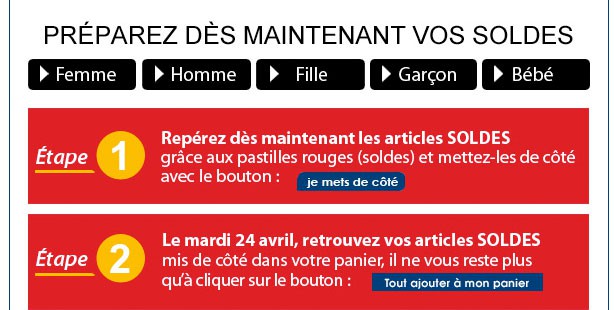 PRÉPAREZ DÈS MAINTENANT VOS SOLDES
Femme Homme Fille Garçon Bébé
Étape 1
Repérez dès maintenant les articles SOLDES
grâce aux pastilles rouges (soldes) et mettez-les de côté
avec le bouton : je mets de côté
Étape 2
Le mardi 24 avril, retrouvez vos articles SOLDES
mis de côté dans votre panier, il ne vous reste plus
qu'à cliquer sur le bouton : Tout ajouter à mon panier